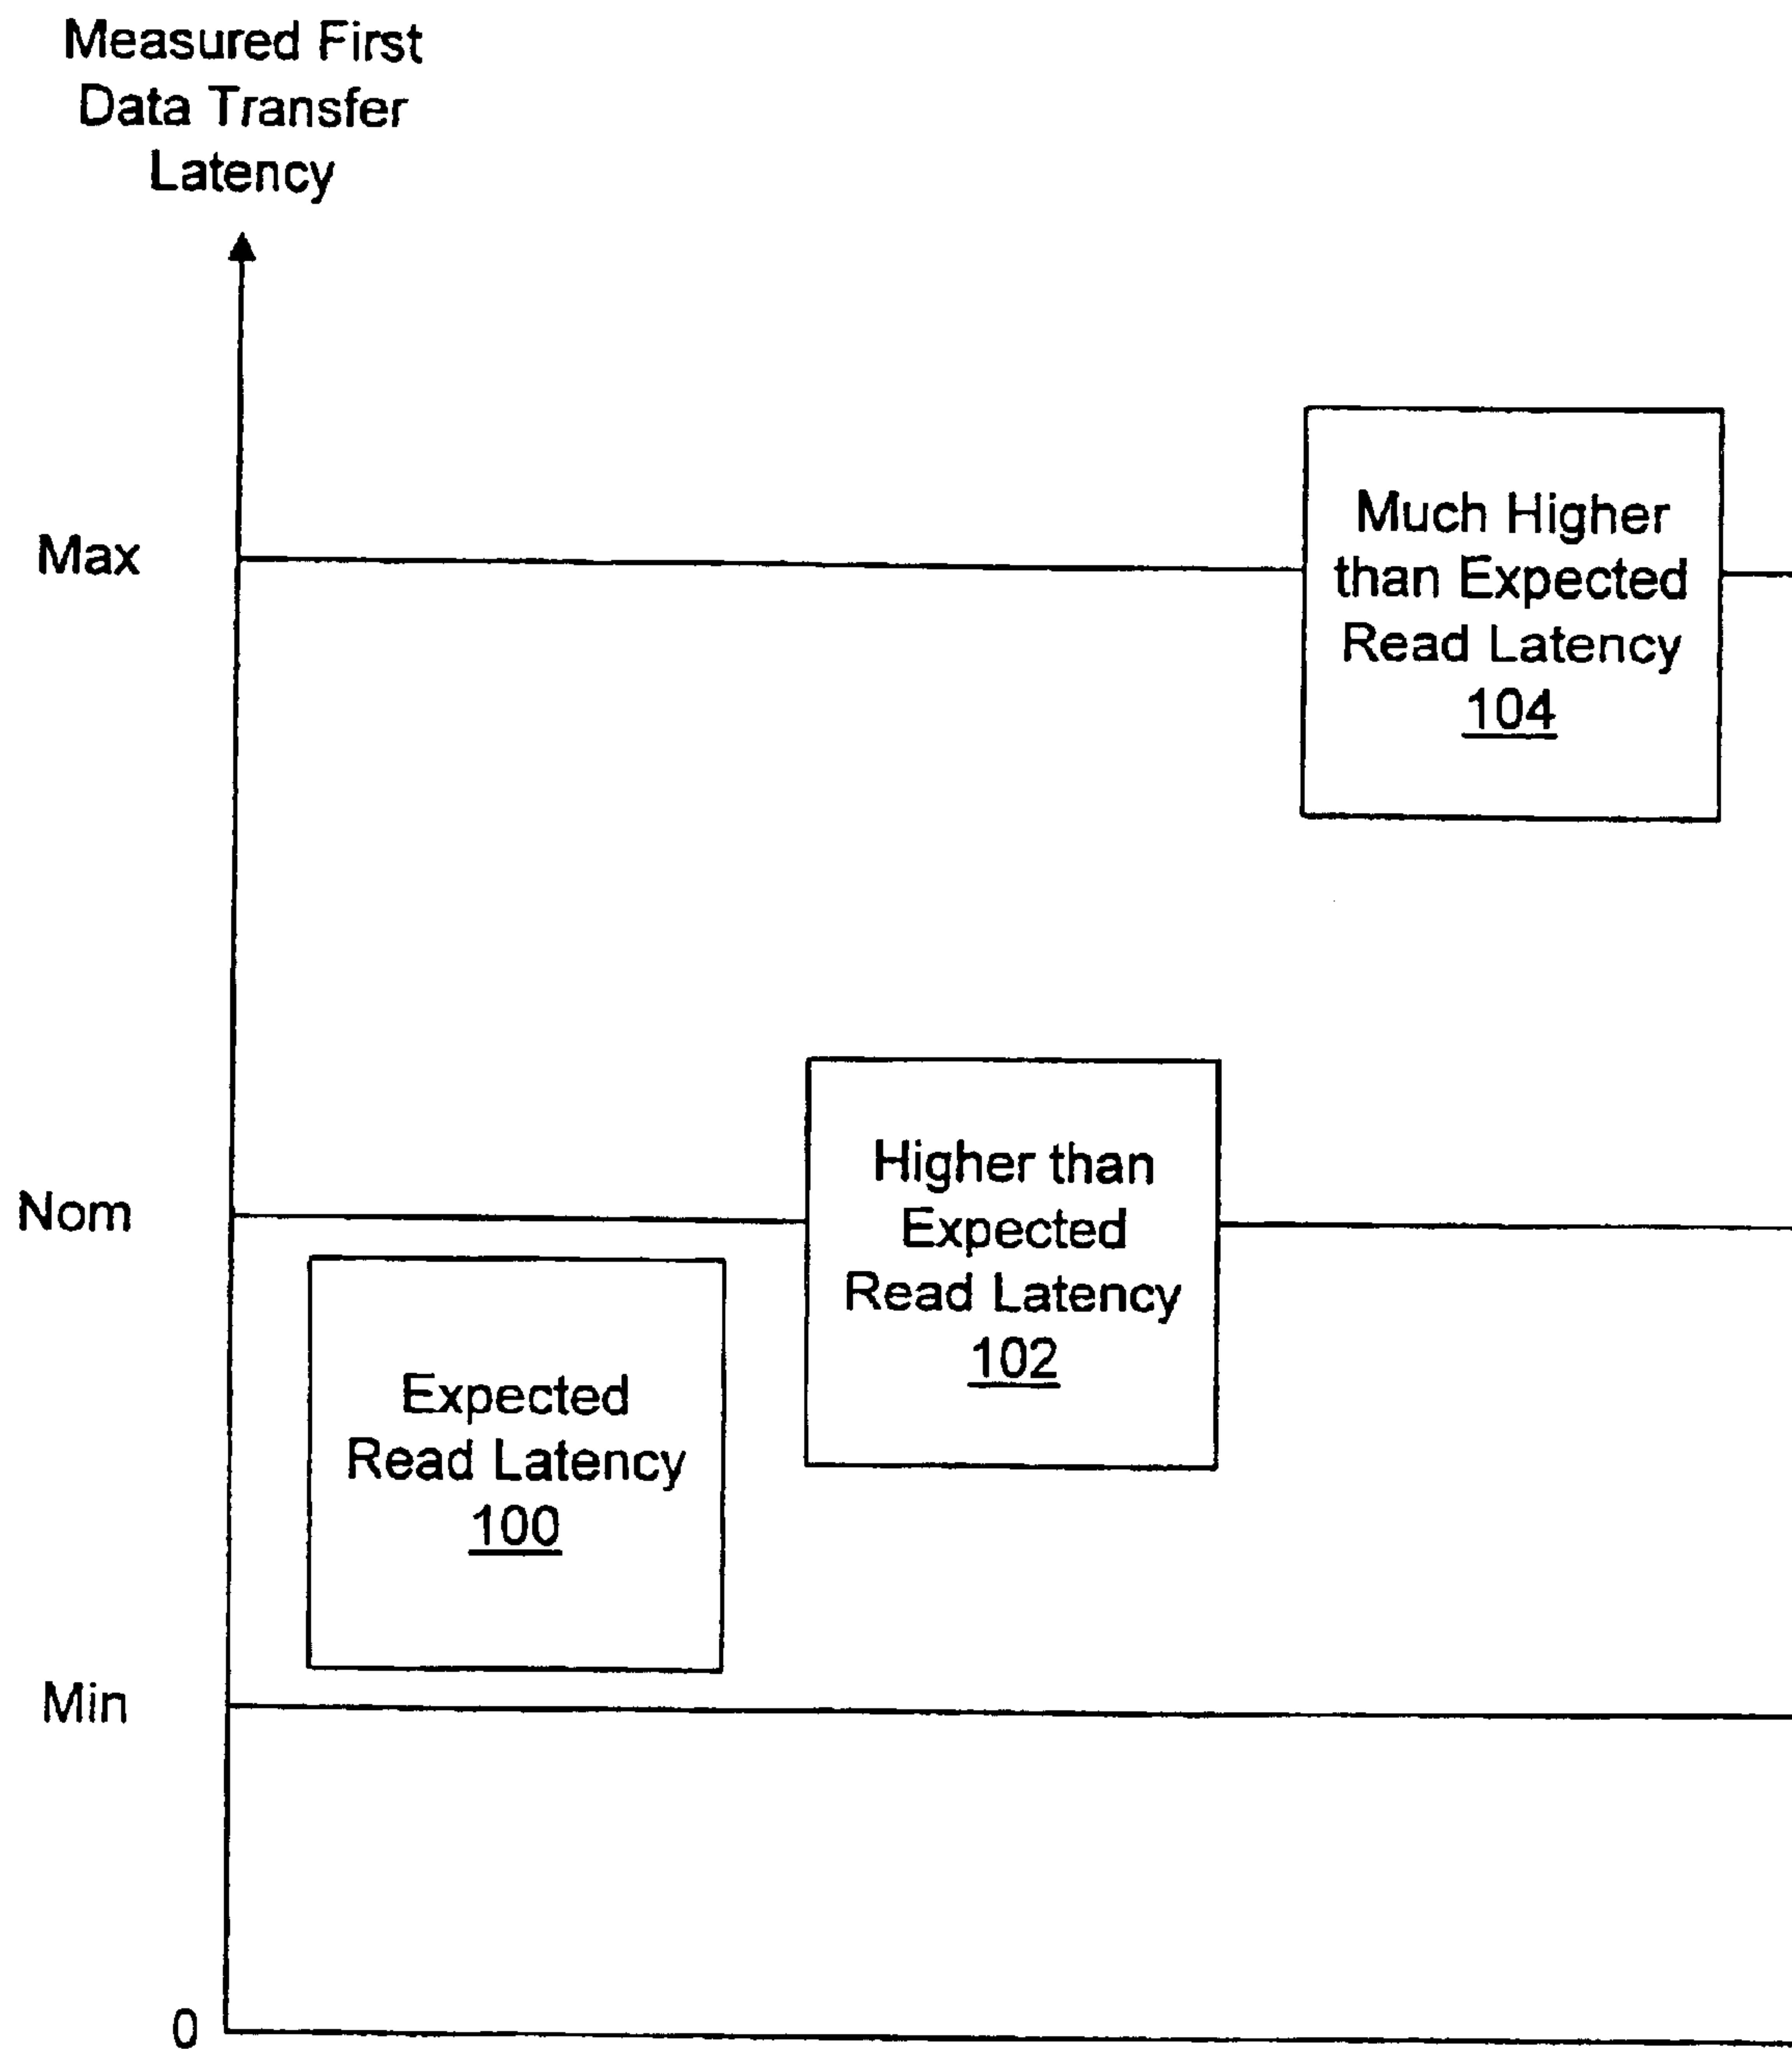 Measured First
Data Transfer
Latency
Max
Much Higher
than Expected
Read Latency
104
Nom
Higher than
Expected
Read Latency
102
Expected
Read Latency
100
Min
0